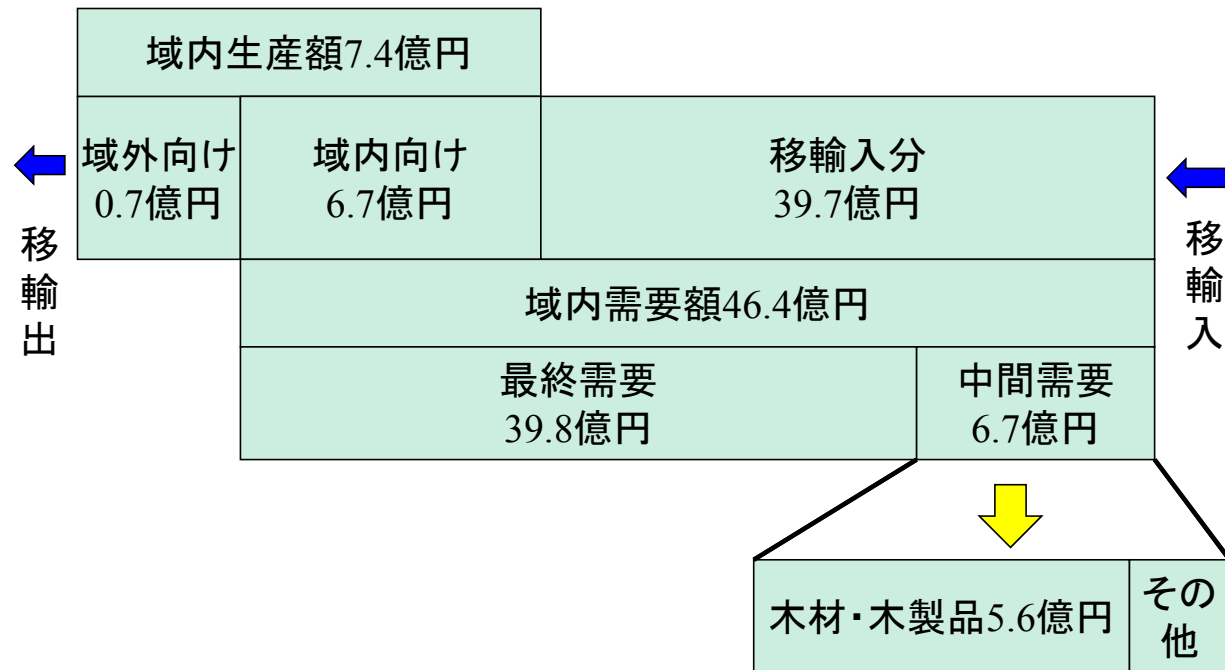 域内生産額7.4億円
域外向け
0.7億円
域内向け
6.7億円
移輸入分
39.7億円
移輸出
移輸入
域内需要額46.4億円
最終需要
39.8億円
中間需要
6.7億円
木材・木製品5.6億円
その
他